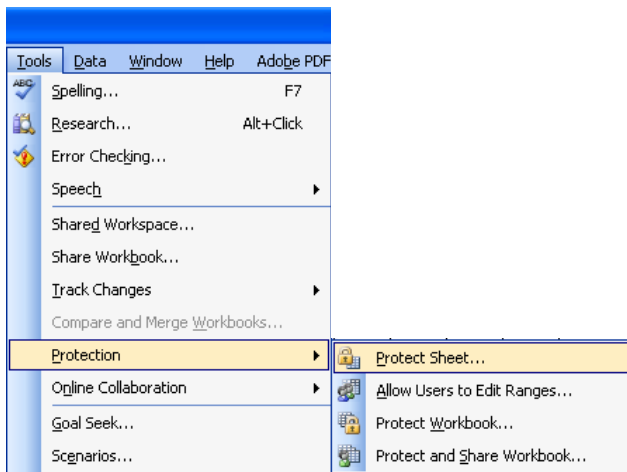 Tools Data Window Help Adobe PDF
ABC Spelling... F7
Research... Alt+Click
Error Checking...
Speech
Shared Workspace...
Share Workbook...
Track Changes
Compare and Merge Workbooks...
Protection
Protect Sheet...
Online Collaboration
Allow Users to Edit Ranges...
Goal Seek...
Protect Workbook...
Scenarios...
Protect and Share Workbook...